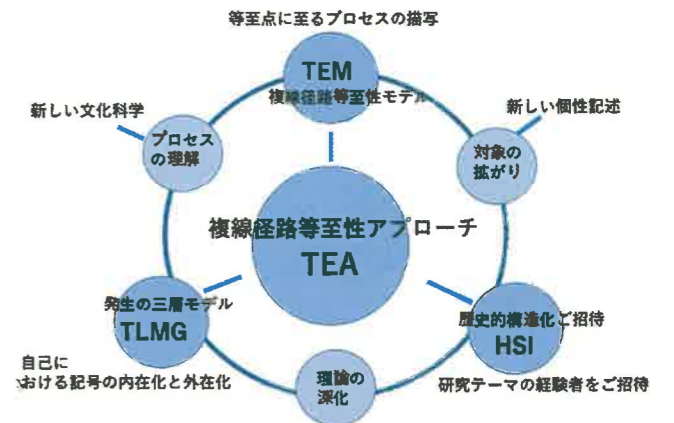 等至点に至るプロセスの描写
TEM
複線径路等至性モデル
新しい文化科学
新しい個性記述
プロセス
の理解
対象の
拡がり
複線径路等至性アプローチ
TEA
発生の三層モデル
TLMG
歴史的構造化ご招待
HSI
自己に
おける記号の内在化と外在化
理論の
深化
研究テーマの経験者をご招待